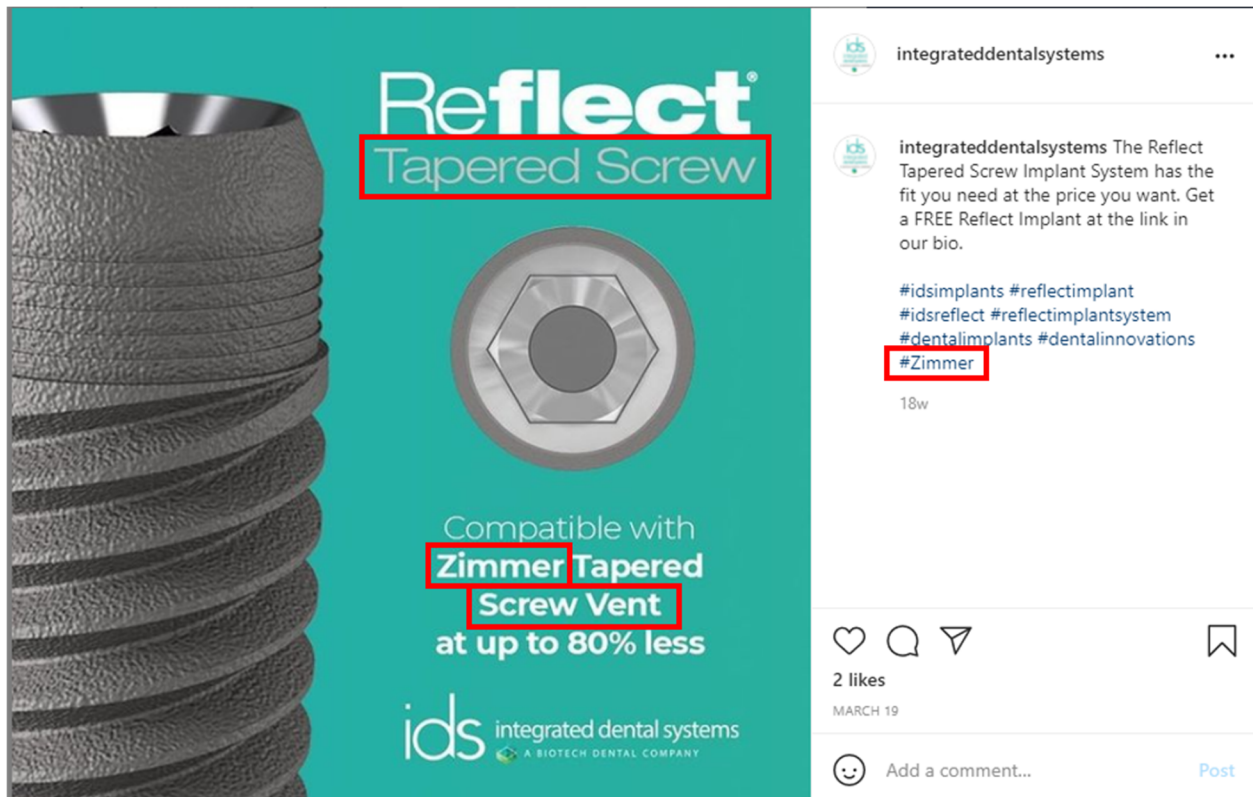 Reflect®
Tapered Screw
Compatible with
Zimmer Tapered
Screw Vent
at up to 80% less
ids integrated dental systems
A BIOTECH DENTAL COMPANY
integrateddentalsystems
integrateddentalsystems The Reflect
Tapered Screw Implant System has the
fit you need at the price you want. Get
a FREE Reflect Implant at the link in
our bio.
#idsimplants #reflectimplant
#idsreflect #reflectimplantsystem
#dentalimplants #dentalinnovations
#Zimmer
18w
2 likes
MARCH 19
Add a comment... Post